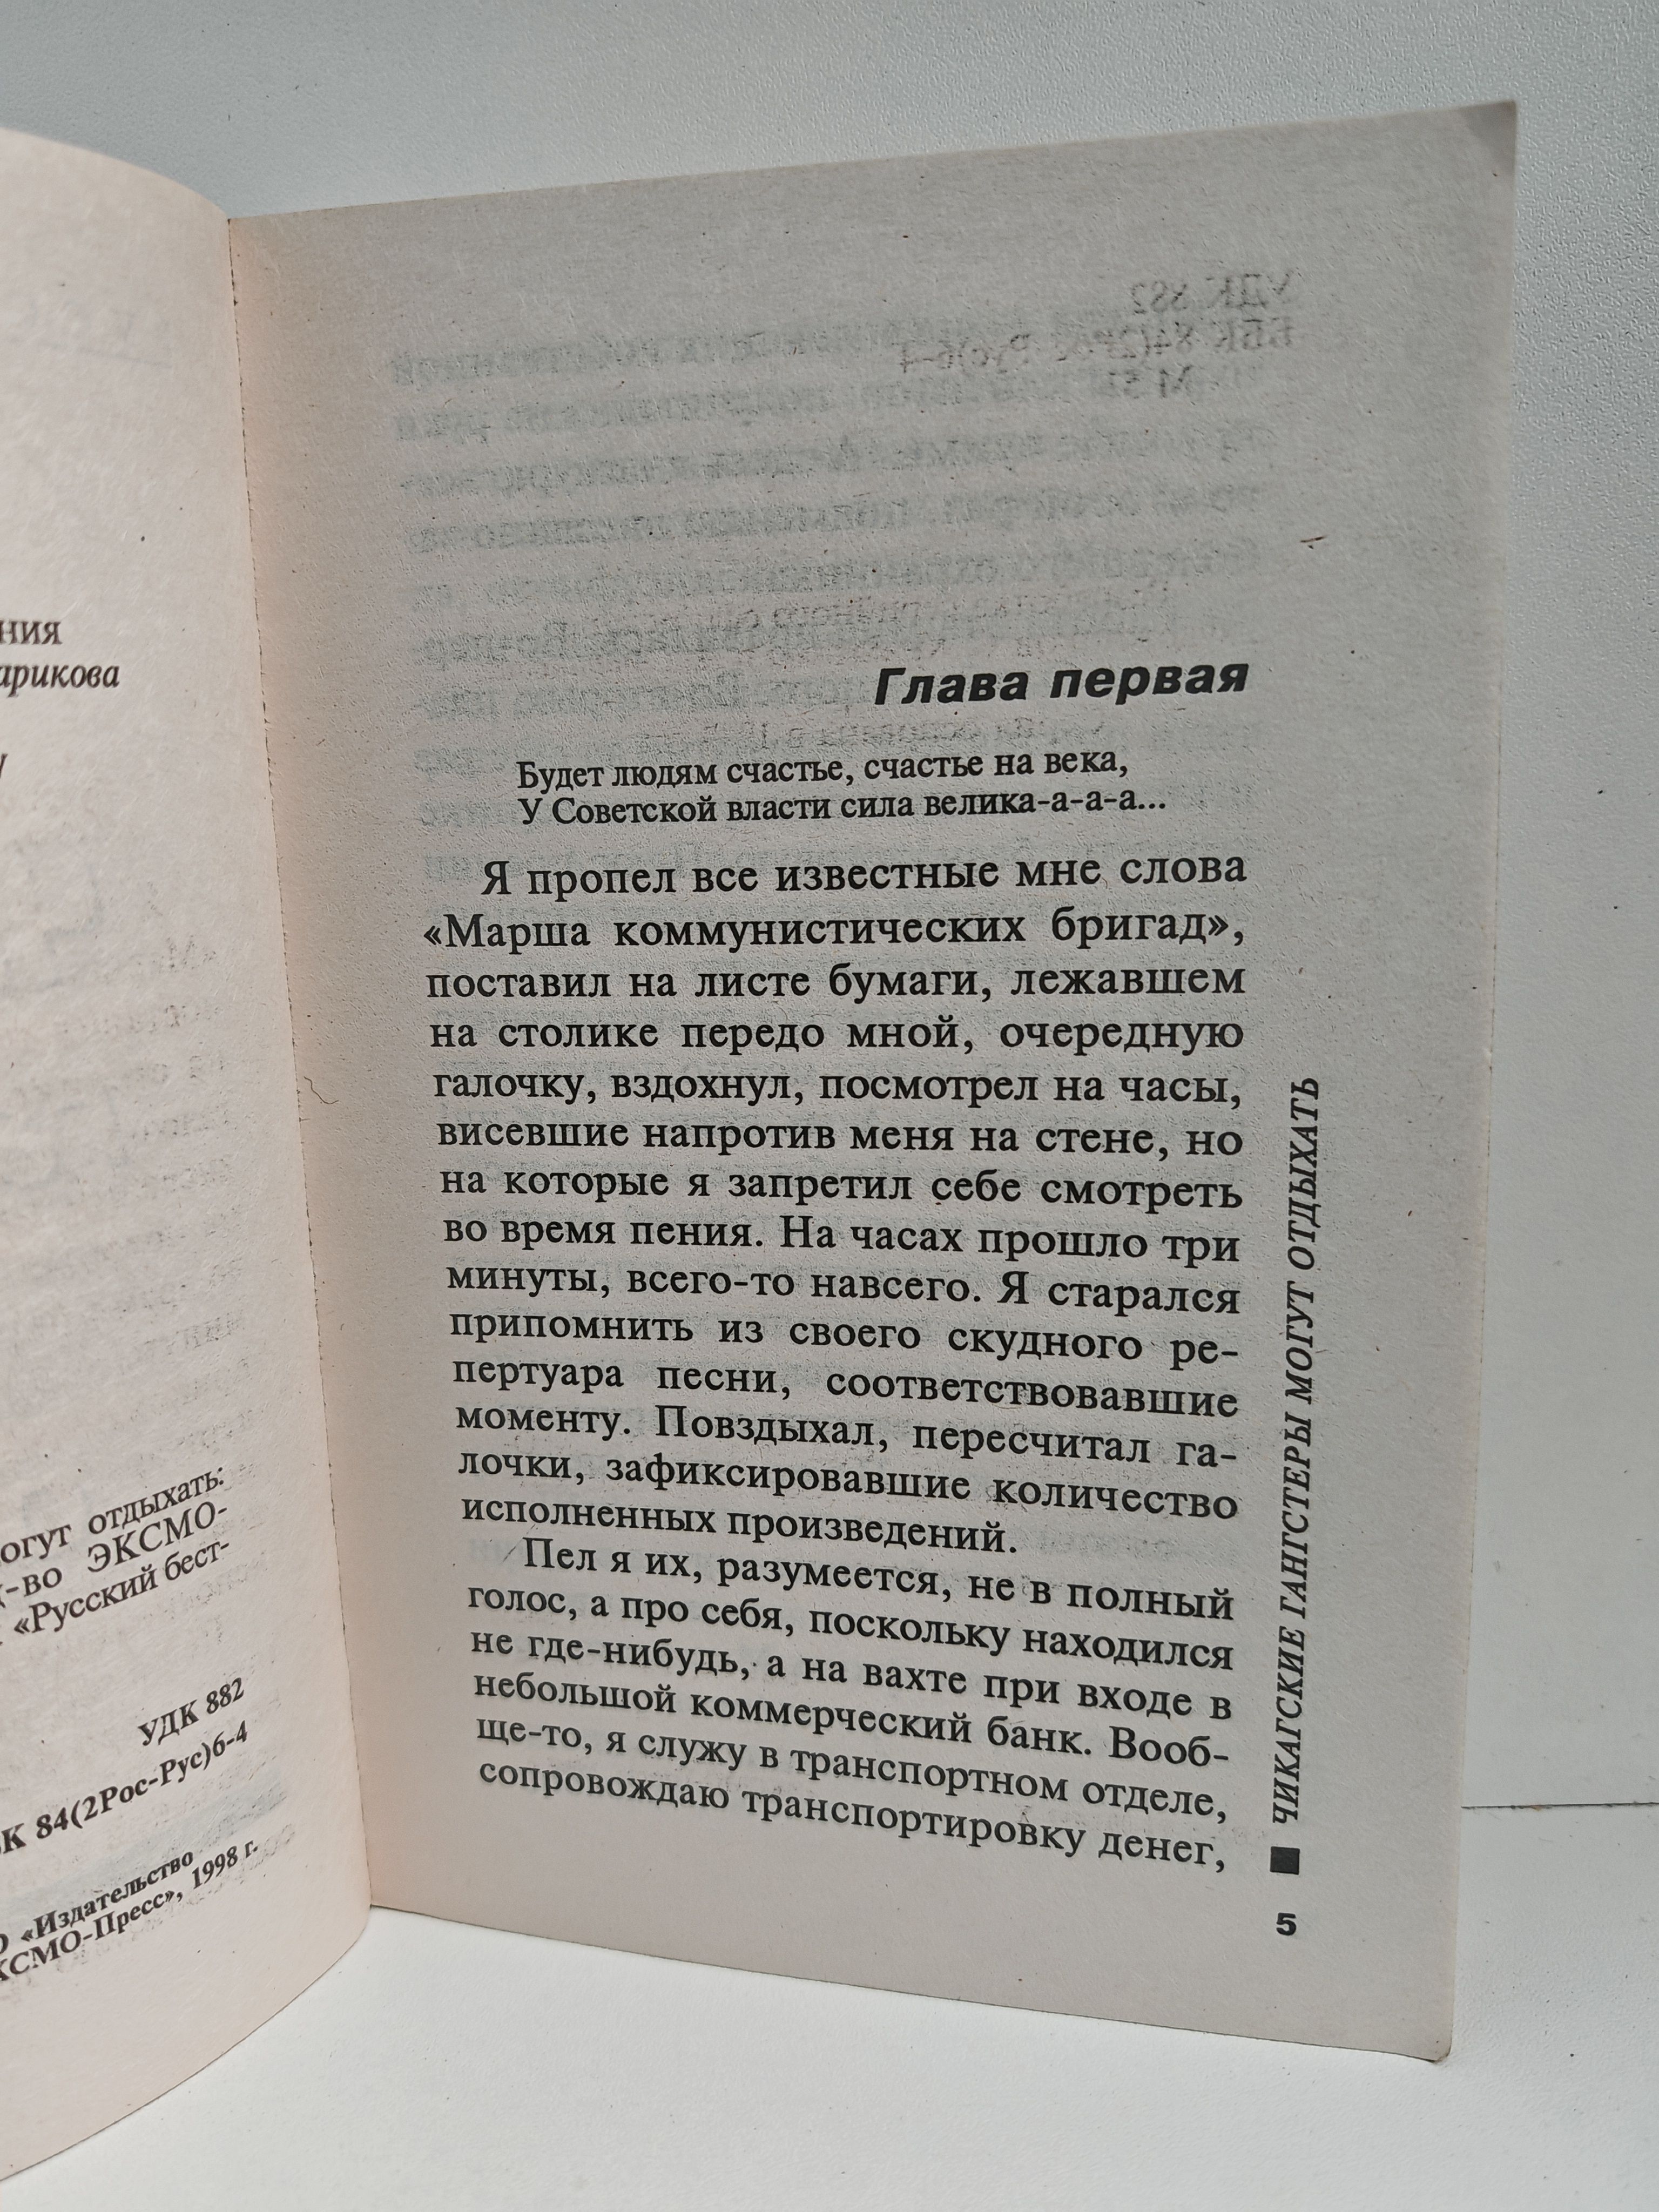 ния
арикова
огут отдыхать:
-во ЭКСМО-
«Русский бест-
УДК 882
К 84(2Рос-Рус)6-4
«Издательство
КСМО-Пресс», 1998 г.
Глава первая
Будет людям счастье, счастье на века,
У Советской власти сила велика-а-а-а...
Я пропел все известные мне слова
«Марша коммунистических бригад»,
поставил на листе бумаги, лежавшем
на столике передо мной, очередную
галочку, вздохнул, посмотрел на часы,
висевшие напротив меня на стене, но
на которые я запретил себе смотреть
во время пения. На часах прошло три
минуты, всего-то навсего. Я старался
припомнить из своего скудного ре-
пертуара песни, соответствовавшие
моменту. Повздыхал, пересчитал га-
лочки, зафиксировавшие количество
исполненных произведений.
Пел я их, разумеется, не в полный
голос, а про себя, поскольку находился
не где-нибудь, а на вахте при входе в
небольшой коммерческий банк. Вооб-
ще-то, я служу в транспортном отделе,
сопровождаю транспортировку денег,
ЧИКАГСКИЕ ГАНГСТЕРЫ МОГУТ ОТДЫХАТЬ
5